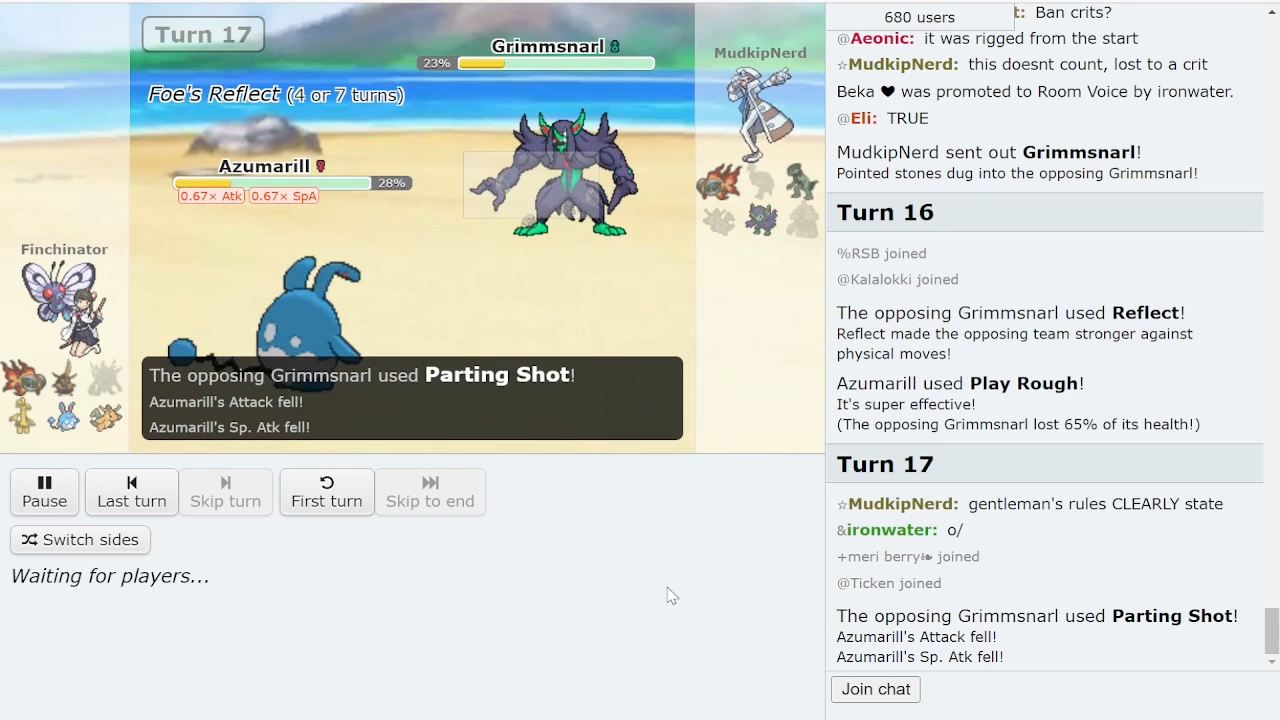 Turn 17
Grimmsnarl
23%
Foe's Reflect (4 or 7 turns)
Azumarill
28%
0.67× Atk 0.67× SpA
Finchinator
MudkipNerd
The opposing Grimmsnarl used Parting Shot!
Azumarill's Attack fell!
Azumarill's Sp. Atk fell!
Pause
Last turn
Skip turn
First turn
Skip to end
Switch sides
Waiting for players...
680 users
t: Ban crits?
@Aeonic: it was rigged from the start
☆MudkipNerd: this doesnt count, lost to a crit
Beka ♥ was promoted to Room Voice by ironwater.
@Eli: TRUE
MudkipNerd sent out Grimmsnarl!
Pointed stones dug into the opposing Grimmsnarl!
Turn 16
%RSB joined
@Kalalokki joined
The opposing Grimmsnarl used Reflect!
Reflect made the opposing team stronger against
physical moves!
Azumarill used Play Rough!
It's super effective!
(The opposing Grimmsnarl lost 65% of its health!)
Turn 17
☆MudkipNerd: gentleman's rules CLEARLY state
&ironwater: o/
+meri berry❧ joined
@Ticken joined
The opposing Grimmsnarl used Parting Shot!
Azumarill's Attack fell!
Azumarill's Sp. Atk fell!
Join chat